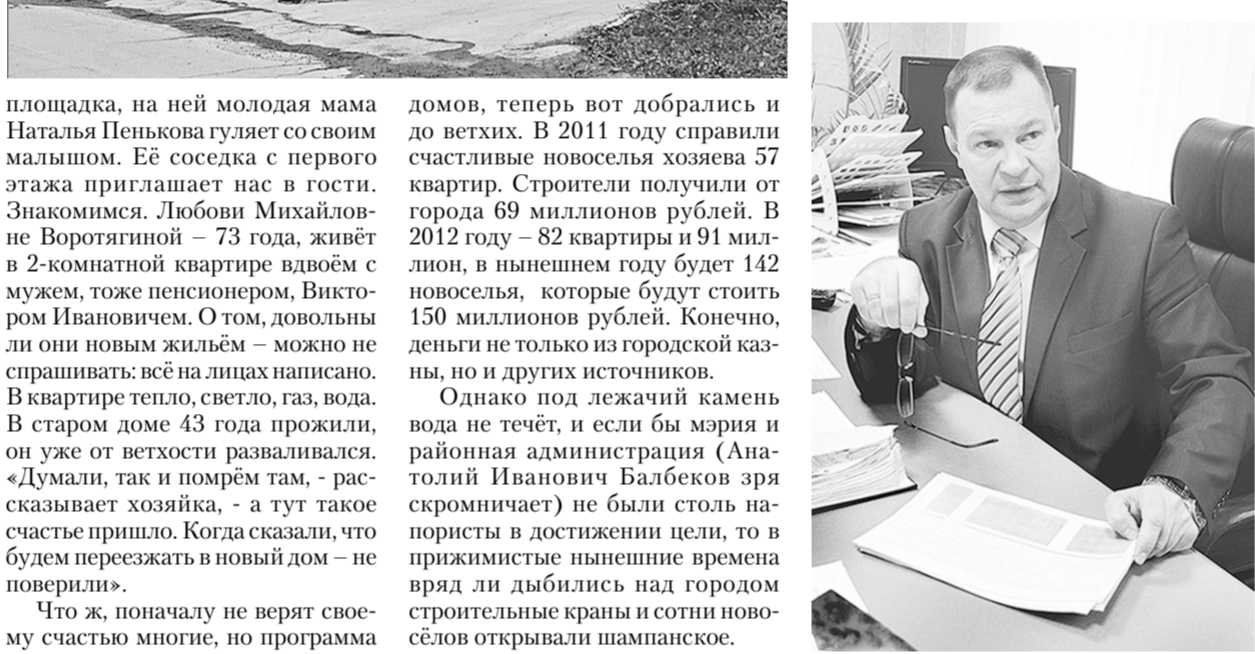 площадка, на ней молодая мама
Наталья Пенькова гуляет со своим
малышом. Её соседка с первого
этажа приглашает нас в гости.
Знакомимся. Любови Михайлов-
не Воротягиной – 73 года, живёт
в 2-комнатной квартире вдвоём с
мужем, тоже пенсионером, Викто-
ром Ивановичем. О том, довольны
ли они новым жильём – можно не
спрашивать: всё на лицах написано.
В квартире тепло, светло, газ, вода.
В старом доме 43 года прожили,
он уже от ветхости разваливался.
«Думали, так и помрём там, - рас-
сказывает хозяйка, - а тут такое
счастье пришло. Когда сказали, что
будем переезжать в новый дом – не
поверили».
Что ж, поначалу не верят свое-
му счастью многие, но программа
домов, теперь вот добрались и
до ветхих. В 2011 году справили
счастливые новоселья хозяева 57
квартир. Строители получили от
города 69 миллионов рублей. В
2012 году – 82 квартиры и 91 мил-
лион, в нынешнем году будет 142
новоселья, которые будут стоить
150 миллионов рублей. Конечно,
деньги не только из городской каз-
ны, но и других источников.
Однако под лежачий камень
вода не течёт, и если бы мэрия и
районная администрация (Ана-
толий Иванович Балбеков зря
скромничает) не были столь на-
пористы в достижении цели, то в
прижимистые нынешние времена
вряд ли дыбились над городом
строительные краны и сотни ново-
сёлов открывали шампанское.